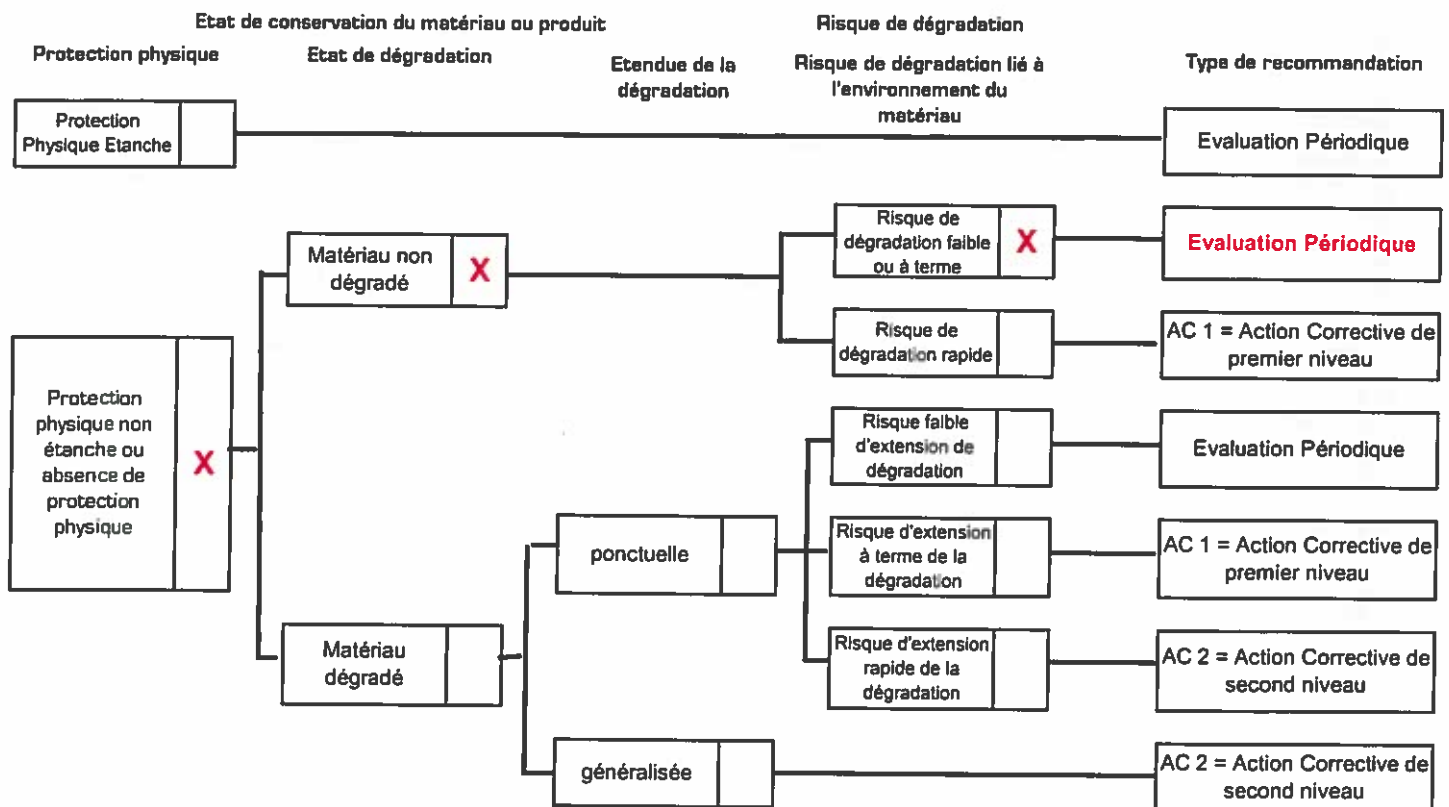 Etat de conservation du matériau ou produit
Risque de dégradation
Protection physique
Etat de dégradation
Etendue de la
dégradation
Risque de dégradation lié à
l'environnement du
matériau
Type de recommandation
Protection
Physique Etanche
Evaluation Périodique
Matériau non
dégradé
X
Risque de
dégradation faible
ou à terme
X
Evaluation Périodique
Risque de
dégradation rapide
AC 1 = Action Corrective de
premier niveau
Protection
physique non
étanche ou
absence de
protection
physique
X
Risque faible
d'extension de
dégradation
Evaluation Périodique
ponctuelle
Risque d'extension
à terme de la
dégradation
AC 1 = Action Corrective de
premier niveau
Matériau
dégradé
Risque d'extension
rapide de la
dégradation
AC 2 = Action Corrective de
second niveau
généralisée
AC 2 = Action Corrective de
second niveau